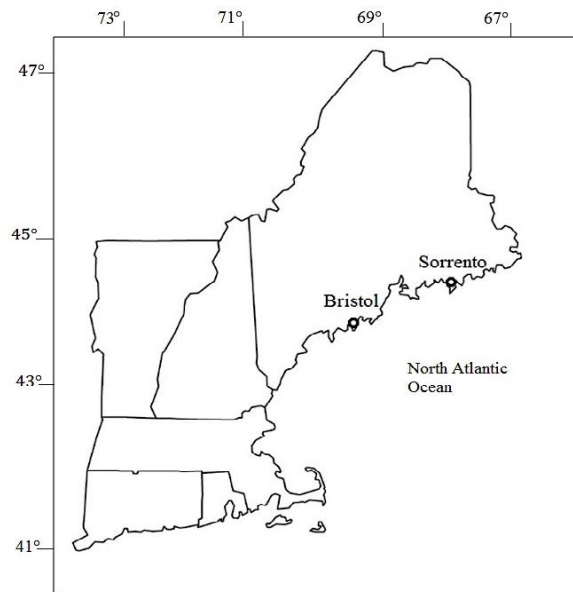 73° 71° 69° 67°
47°
45°
Sorrento
Bristol
North Atlantic
Ocean
43°
41°